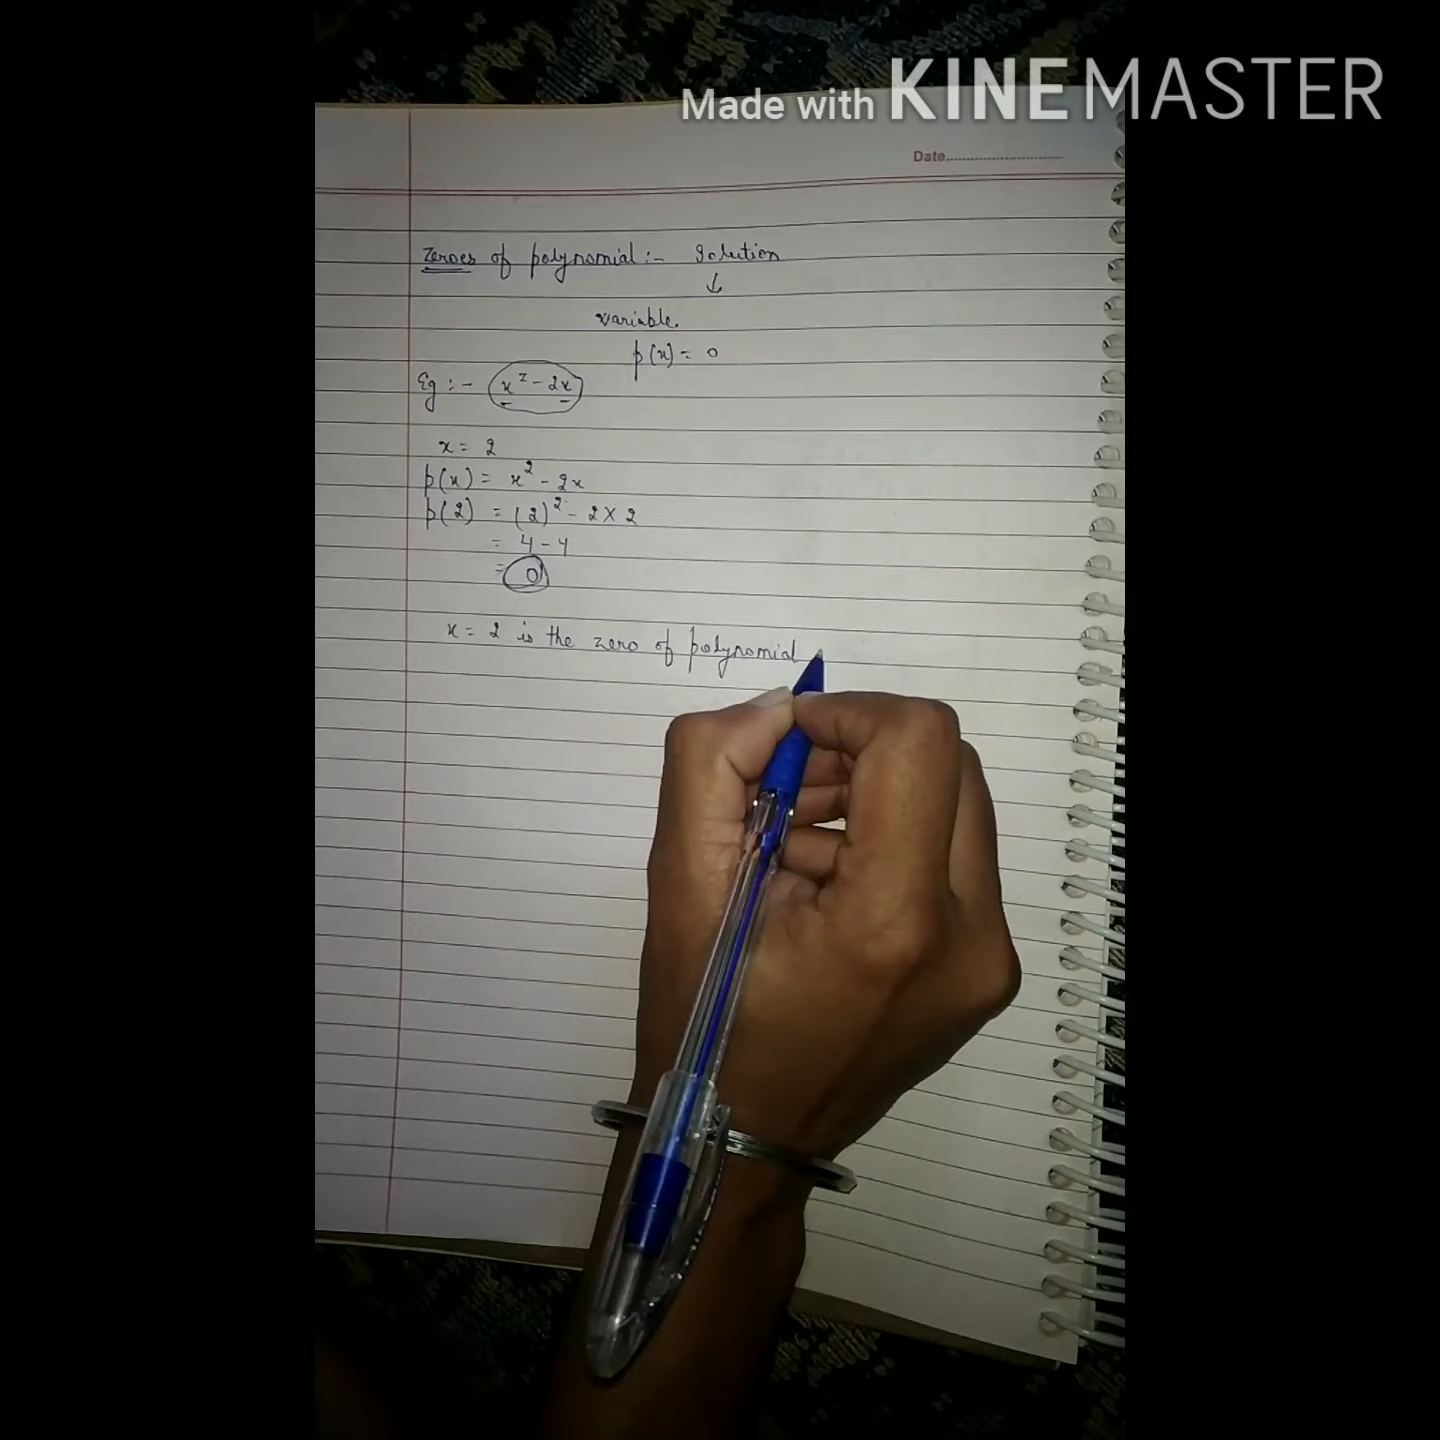 Made with KINEMASTER
Date
Zeroes of polynomial :- Solution
↓
variable
p(x) = 0
Eg :- x² - 2x
x = 2
p(x) = x² - 2x
p(2) = (2)² - 2 × 2
= 4 - 4
= 0
x = 2 is the zero of polynomial